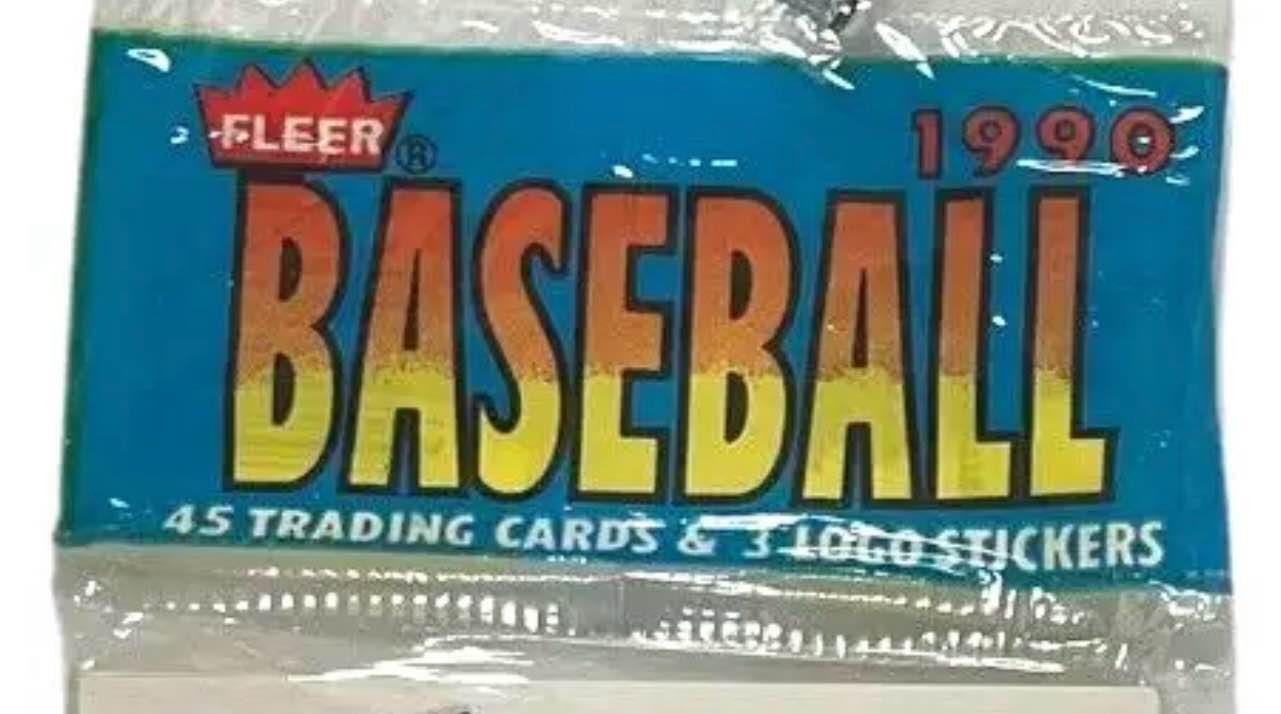 FLEER®
1990
BASEBALL
45 TRADING CARDS & 3 LOGO STICKERS